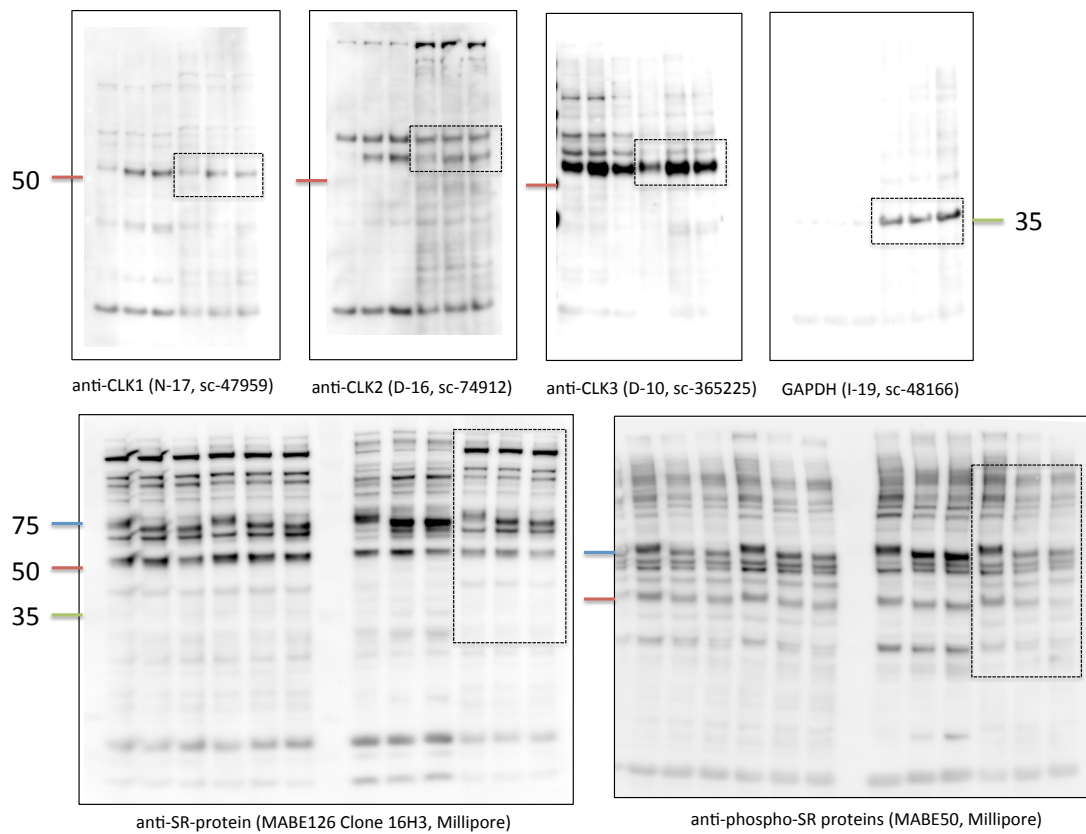 50
35
anti-CLK1 (N-17, sc-47959)
anti-CLK2 (D-16, sc-74912)
anti-CLK3 (D-10, sc-365225)
GAPDH (I-19, sc-48166)
75
50
35
anti-SR-protein (MABE126 Clone 16H3, Millipore)
anti-phospho-SR proteins (MABE50, Millipore)